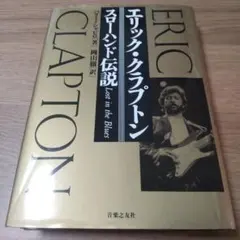 ERIC
CLAPTON
エリック・クラプトン
スローハンド伝説
Lost in the Blues
音楽之友社